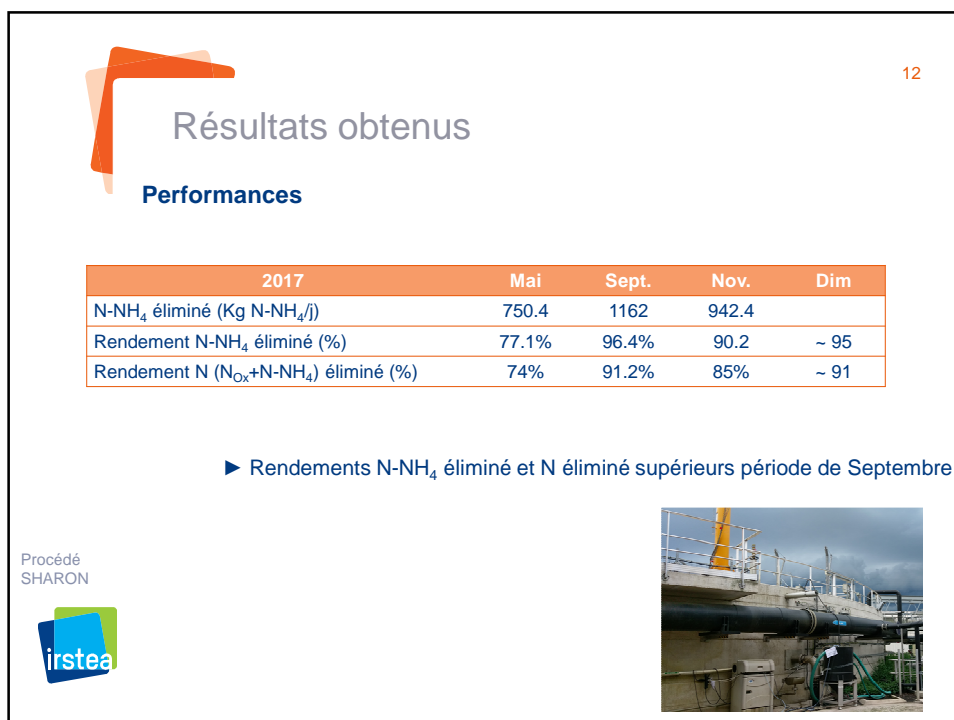 12
Résultats obtenus
Performances
2017 Mai Sept. Nov. Dim
N-NH₄ éliminé (Kg N-NH₄/j) 750.4 1162 942.4
Rendement N-NH₄ éliminé (%) 77.1% 96.4% 90.2 ~ 95
Rendement N (N₀ₓ+N-NH₄) éliminé (%) 74% 91.2% 85% ~ 91
► Rendements N-NH₄ éliminé et N éliminé supérieurs période de Septembre
Procédé
SHARON
irstea